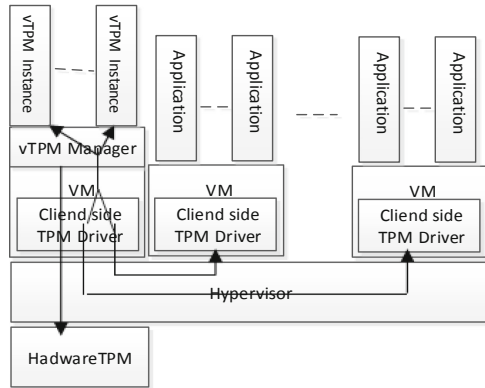 vTPM Instance
vTPM Instance
Application
Application
Application
Application
vTPM Manager
VM
VM
VM
Cliend side
TPM Driver
Cliend side
TPM Driver
Cliend side
TPM Driver
Hypervisor
HadwareTPM